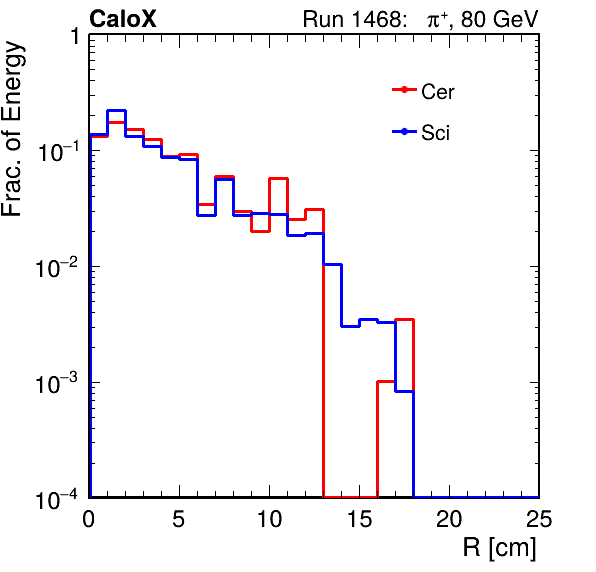 CaloX Run 1468: π⁺, 80 GeV
Frac. of Energy
1
10⁻¹
10⁻²
10⁻³
10⁻⁴
Cer
Sci
0 5 10 15 20 25
R [cm]